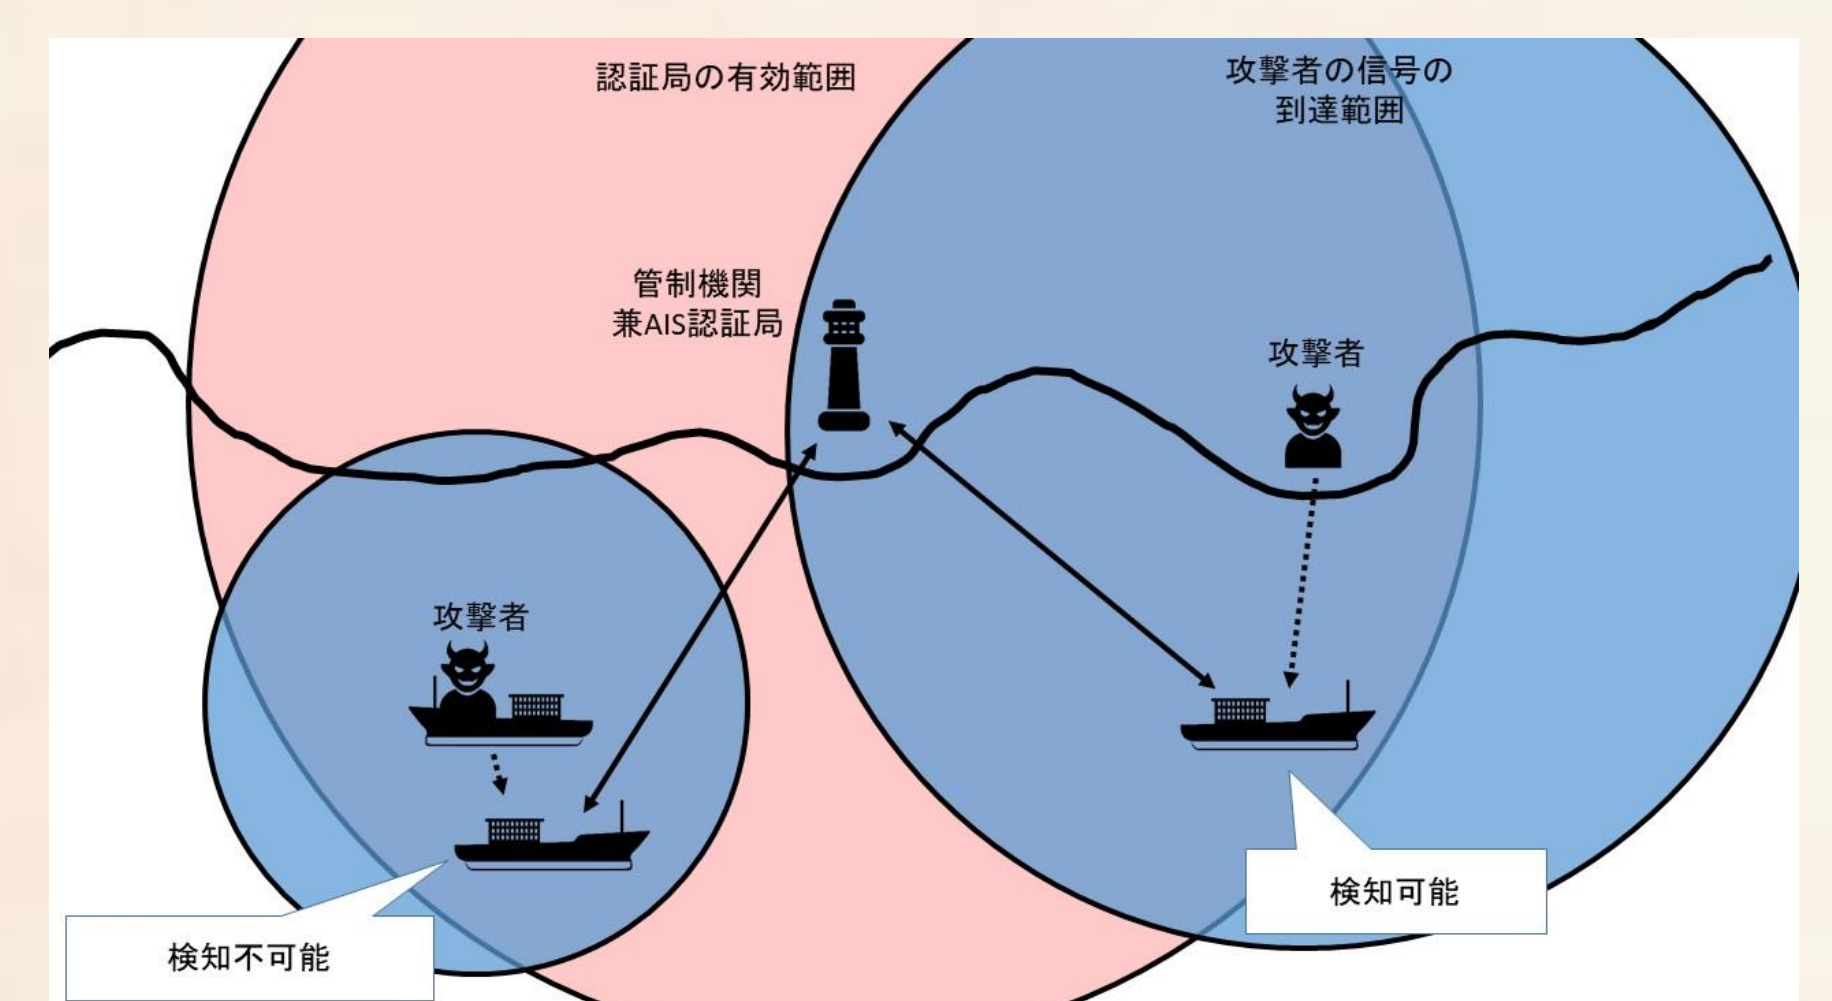 認証局の有効範囲
攻撃者の信号の
到達範囲
管制機関
兼AIS認証局
攻撃者
攻撃者
検知可能
検知不可能